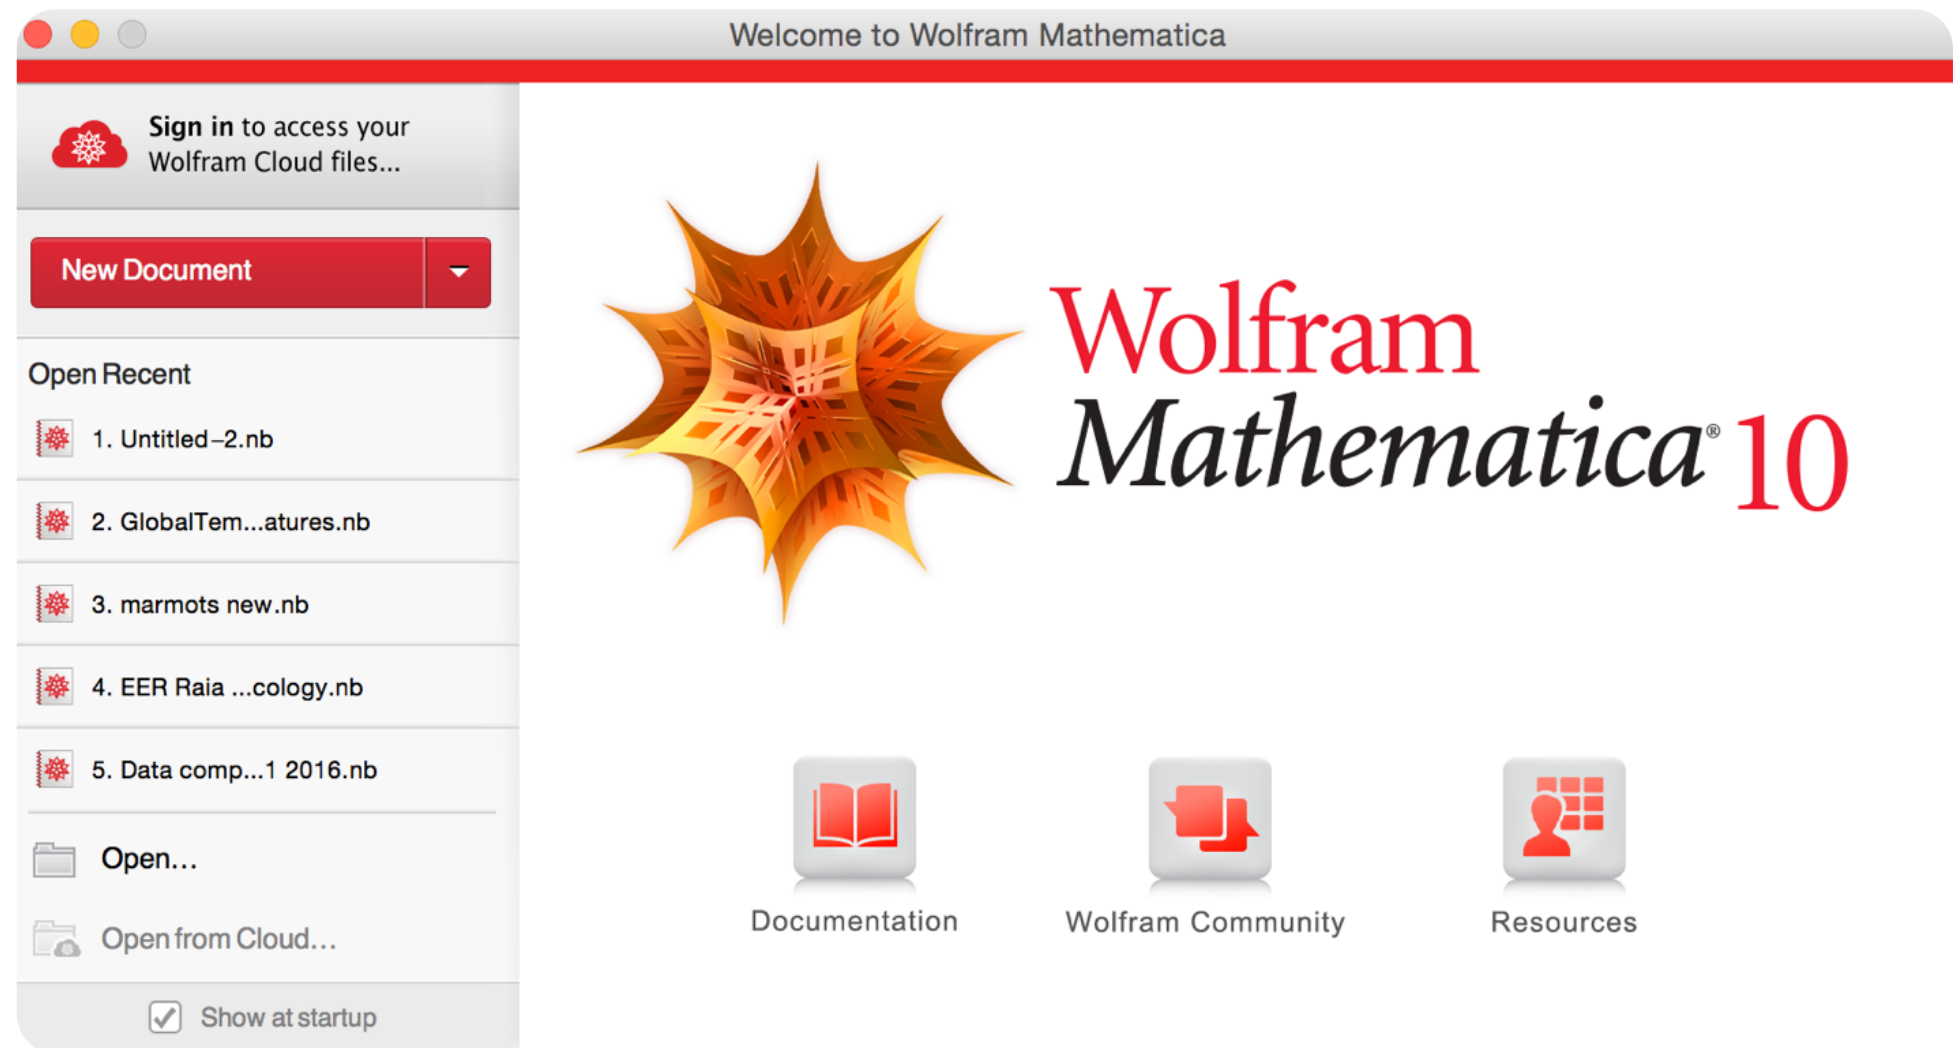 Welcome to Wolfram Mathematica
Sign in to access your
Wolfram Cloud files...
New Document
Open Recent
1. Untitled–2.nb
2. GlobalTem...atures.nb
3. marmots new.nb
4. EER Raia ...cology.nb
5. Data comp...1 2016.nb
Open...
Open from Cloud...
Show at startup
Wolfram
Mathematica® 10
Documentation
Wolfram Community
Resources